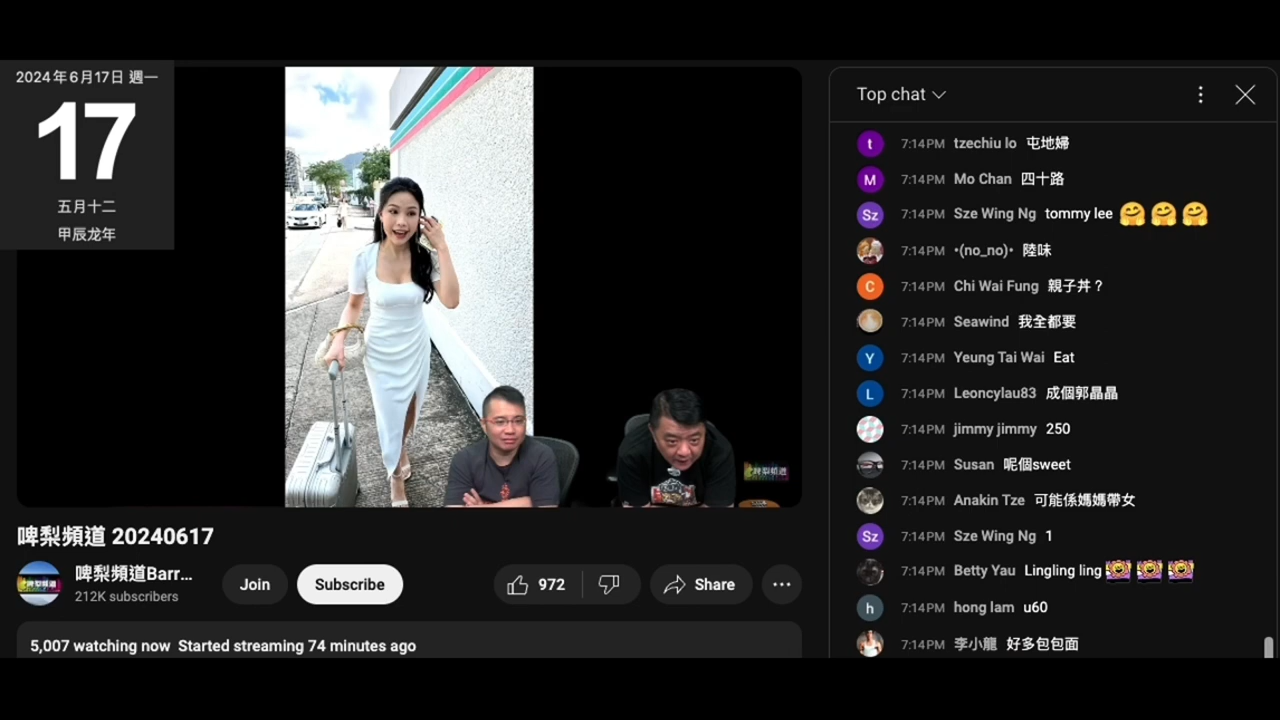 2024年6月17日 週一
17
五月十二
甲辰龙年
啤梨頻道
啤梨頻道 20240617
啤梨頻道Barr...
212K subscribers
Join
Subscribe
972
Share
5,007 watching now Started streaming 74 minutes ago
Top chat
t 7:14PM tzechiu lo 屯地婦
M 7:14PM Mo Chan 四十路
Sz 7:14PM Sze Wing Ng tommy lee 🤗🤗🤗
7:14PM •(no_no)• 陸味
C 7:14PM Chi Wai Fung 親子丼？
7:14PM Seawind 我全都要
Y 7:14PM Yeung Tai Wai Eat
L 7:14PM Leoncylau83 成個郭晶晶
7:14PM jimmy jimmy 250
7:14PM Susan 呢個sweet
7:14PM Anakin Tze 可能係媽媽帶女
Sz 7:14PM Sze Wing Ng 1
7:14PM Betty Yau Lingling ling
h 7:14PM hong lam u60
7:14PM 李小龍 好多包包面